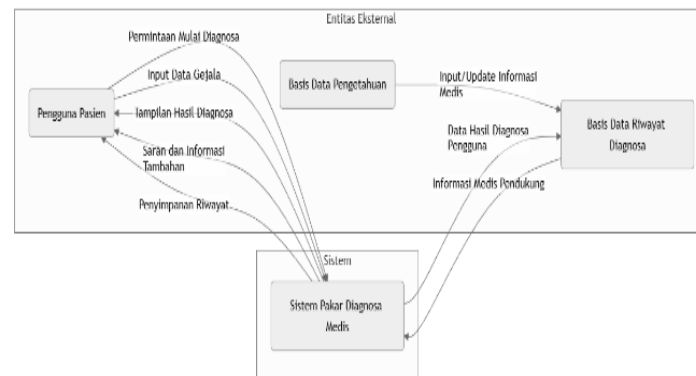 Entitas Eksternal
Permintaan Mulai Diagnosa
Input Data Gejala
Pengguna Pasien
Tampilan Hasil Diagnosa
Saran dan Informasi
Tambahan
Penyimpanan Riwayat
Basis Data Pengetahuan
Input/Update Informasi
Medis
Basis Data Riwayat
Diagnosa
Data Hasil Diagnosa
Pengguna
Informasi Medis Pendukung
Sistem
Sistem Pakar Diagnosa
Medis